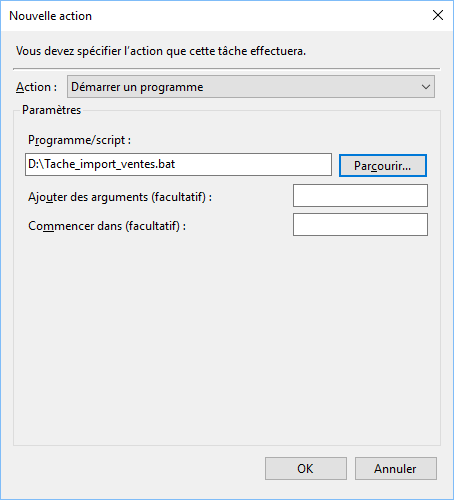 Nouvelle action
Vous devez spécifier l'action que cette tâche effectuera.
Action : Démarrer un programme
Paramètres
Programme/script :
D:\Tache_import_ventes.bat Parcourir...
Ajouter des arguments (facultatif) :
Commencer dans (facultatif) :
OK Annuler